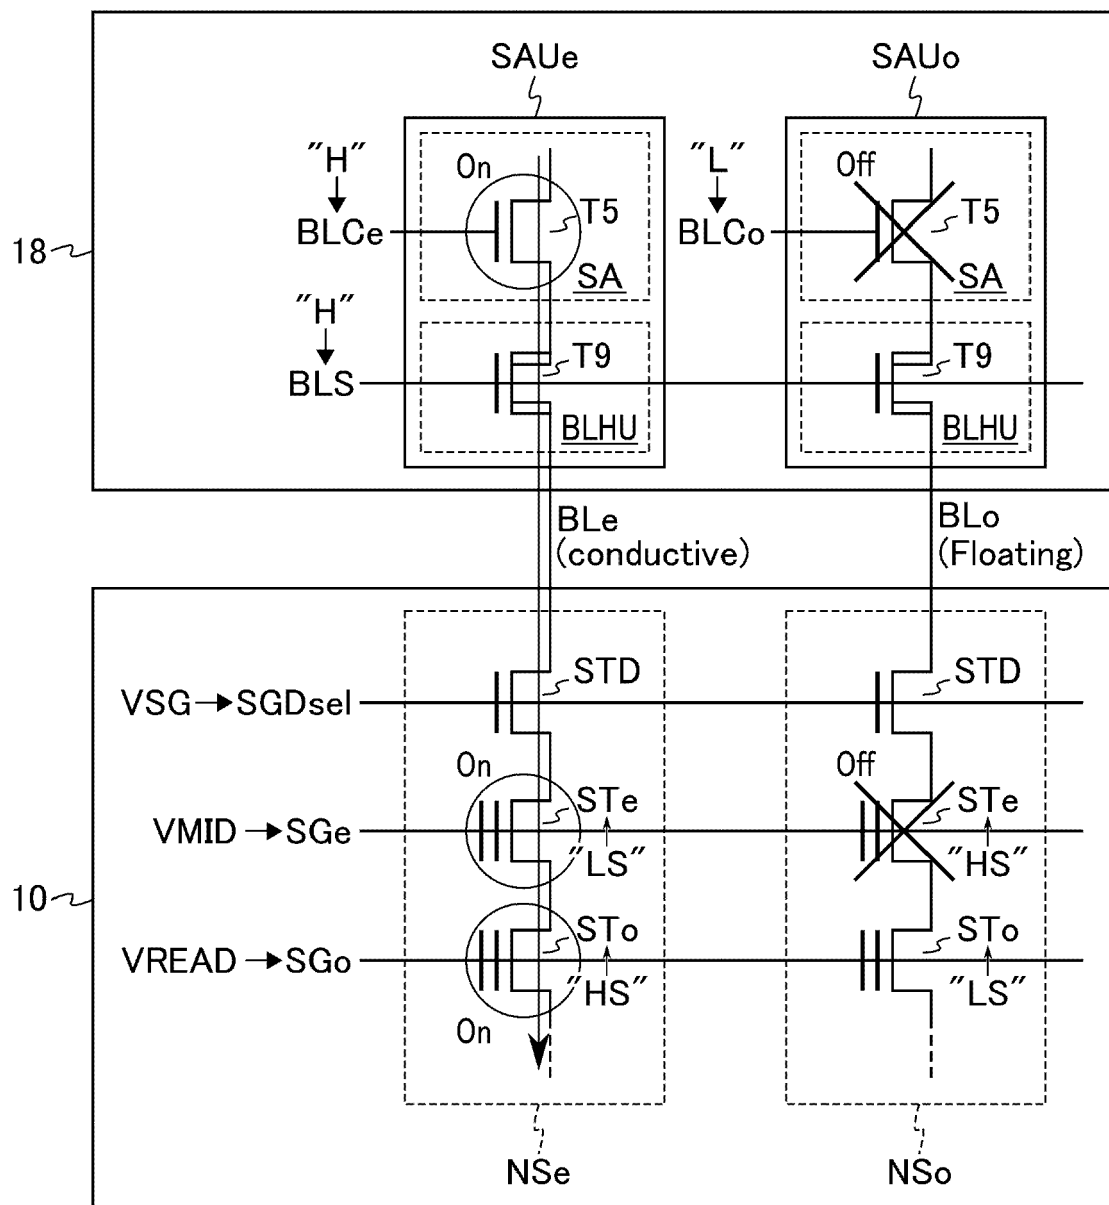 SAUe
SAUo
"H"
On
"L"
Off
BLCe
T5
BLCo
T5
18
SA
SA
"H"
BLS
T9
T9
BLHU
BLHU
BLe
(conductive)
BLo
(Floating)
VSG→SGDsel
STD
STD
On
Off
VMID→SGe
STe
STe
"LS"
"HS"
10
VREAD→SGo
STo
STo
"HS"
"LS"
On
NSe
NSo